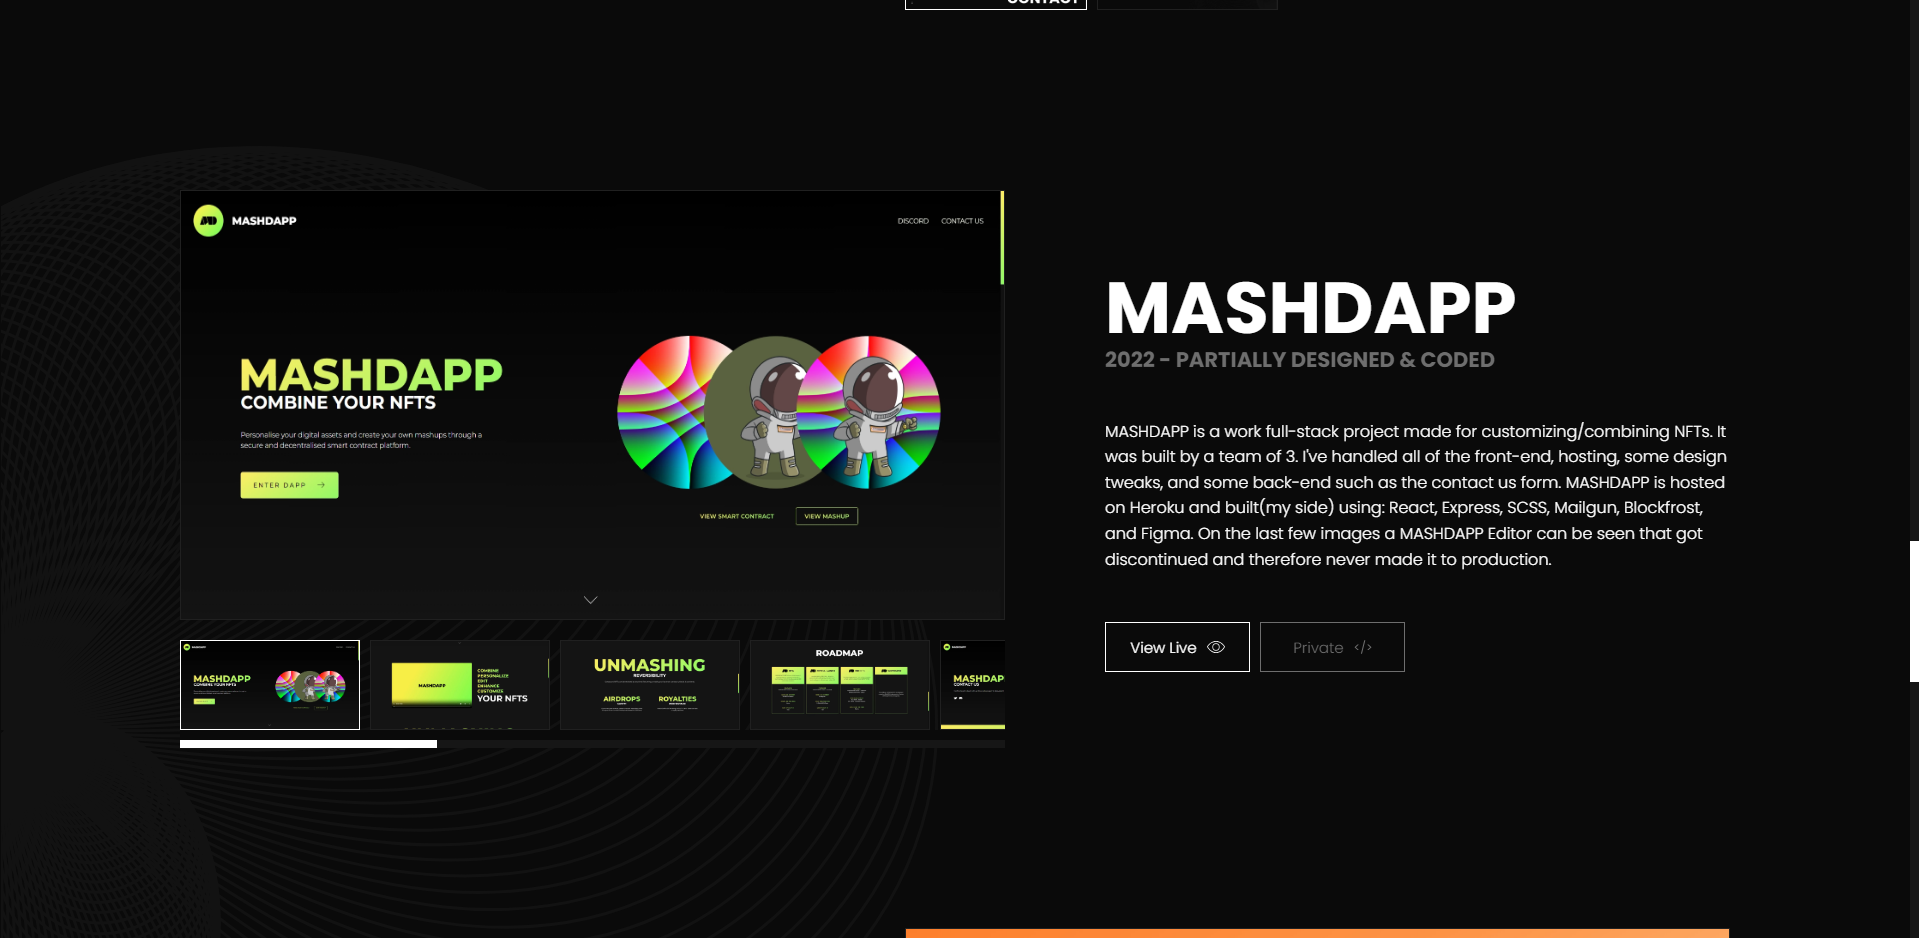 CONTACT
MASHDAPP
DISCORD CONTACT US
MASHDAPP
COMBINE YOUR NFTS
Personalise your digital assets and create your own mashups through a
secure and decentralised smart contract platform.
ENTER DAPP
VIEW SMART CONTRACT VIEW MASHUP
MASHDAPP
2022 - PARTIALLY DESIGNED & CODED
MASHDAPP is a work full-stack project made for customizing/combining NFTs. It
was built by a team of 3. I've handled all of the front-end, hosting, some design
tweaks, and some back-end such as the contact us form. MASHDAPP is hosted
on Heroku and built(my side) using: React, Express, SCSS, Mailgun, Blockfrost,
and Figma. On the last few images a MASHDAPP Editor can be seen that got
discontinued and therefore never made it to production.
View Live
Private </>
MASHDAPP
COMBINE YOUR NFTS
MASHDAPP
COMBINE
PERSONALIZE
EDIT
ENHANCE
CUSTOMIZE
YOUR NFTS
UNMASHING
REVERSIBILITY
AIRDROPS
ROYALTIES
ROADMAP
MASHDAPP
CONTACT US